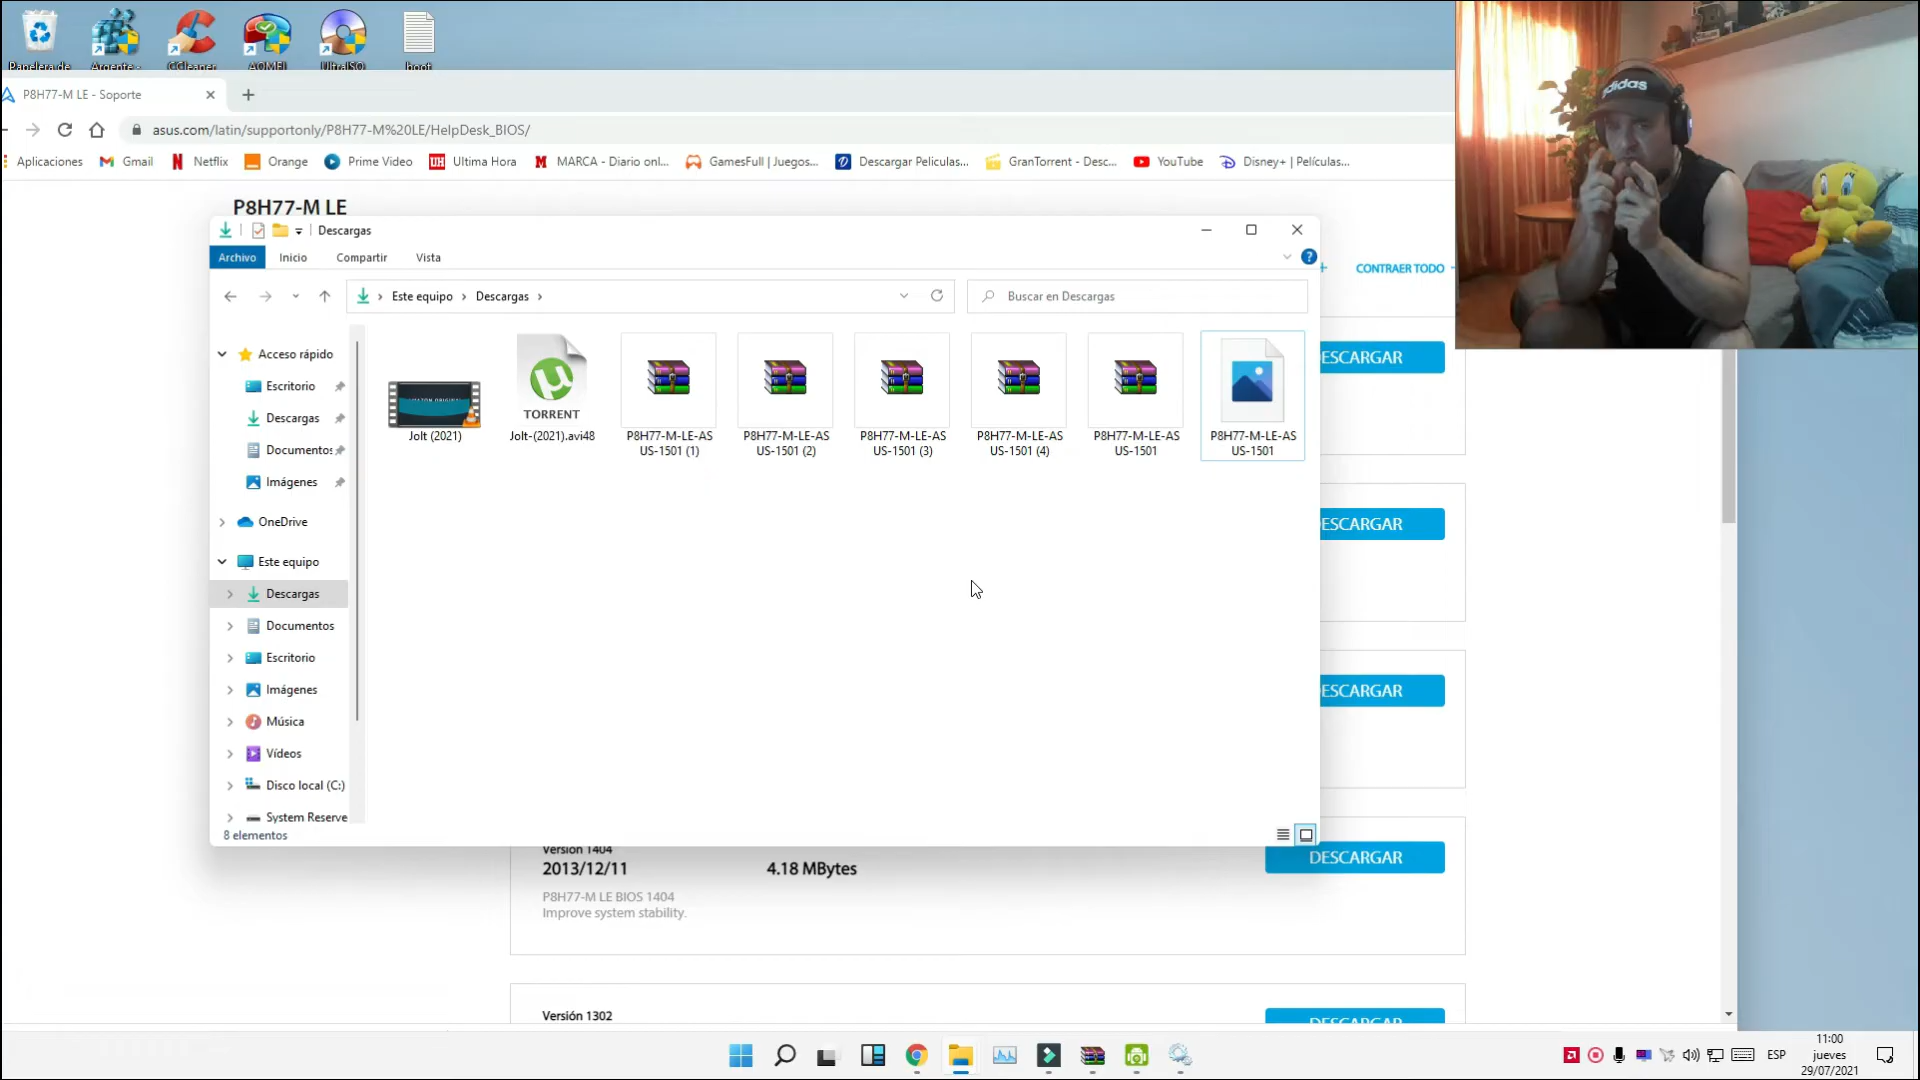 Papelera de
Argente -
CCleaner
AOMEI
UltraISO
boot
P8H77-M LE - Soporte
asus.com/latin/supportonly/P8H77-M%20LE/HelpDesk_BIOS/
Aplicaciones
Gmail
Netflix
Orange
Prime Video
UH Ultima Hora
M MARCA - Diario onl...
GamesFull | Juegos...
Descargar Peliculas...
GranTorrent - Desc...
YouTube
Disney+ | Películas...
adidas
P8H77-M LE
Descargas
Archivo
Inicio
Compartir
Vista
CONTRAER TODO
Este equipo
Descargas
Buscar en Descargas
Acceso rápido
Escritorio
Descargas
Documentos
Imágenes
OneDrive
Este equipo
Descargas
Documentos
Escritorio
Imágenes
Música
Vídeos
Disco local (C:)
System Reserve
8 elementos
AMAZON ORIGINAL
Jolt (2021)
TORRENT
Jolt-(2021).avi48
P8H77-M-LE-AS
US-1501 (1)
P8H77-M-LE-AS
US-1501 (2)
P8H77-M-LE-AS
US-1501 (3)
P8H77-M-LE-AS
US-1501 (4)
P8H77-M-LE-AS
US-1501
P8H77-M-LE-AS
US-1501
ESCARGAR
ESCARGAR
ESCARGAR
Versión 1404
2013/12/11
4.18 MBytes
DESCARGAR
P8H77-M LE BIOS 1404
Improve system stability.
Versión 1302
DESCARGAR
ESP
11:00
jueves
29/07/2021